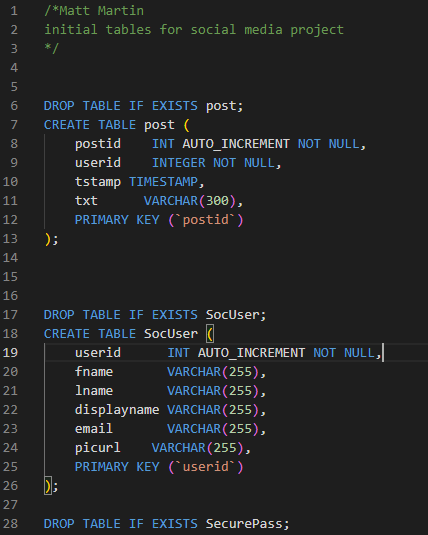 1 /*Matt Martin
2 initial tables for social media project
3 */
4
5
6 DROP TABLE IF EXISTS post;
7 CREATE TABLE post (
8 postid INT AUTO_INCREMENT NOT NULL,
9 userid INTEGER NOT NULL,
10 tstamp TIMESTAMP,
11 txt VARCHAR(300),
12 PRIMARY KEY (`postid`)
13 );
14
15
16
17 DROP TABLE IF EXISTS SocUser;
18 CREATE TABLE SocUser (
19 userid INT AUTO_INCREMENT NOT NULL,
20 fname VARCHAR(255),
21 lname VARCHAR(255),
22 displayname VARCHAR(255),
23 email VARCHAR(255),
24 picurl VARCHAR(255),
25 PRIMARY KEY (`userid`)
26 );
27
28 DROP TABLE IF EXISTS SecurePass;